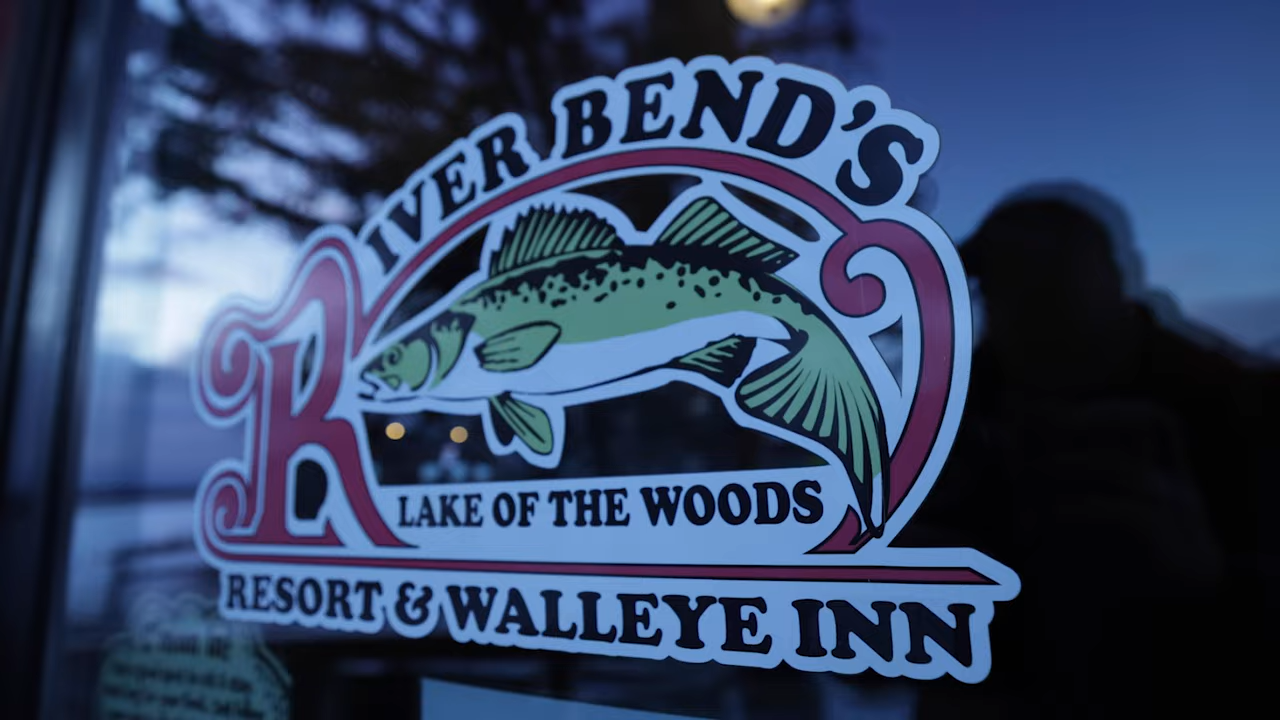 RIVER BEND'S
LAKE OF THE WOODS
RESORT & WALLEYE INN